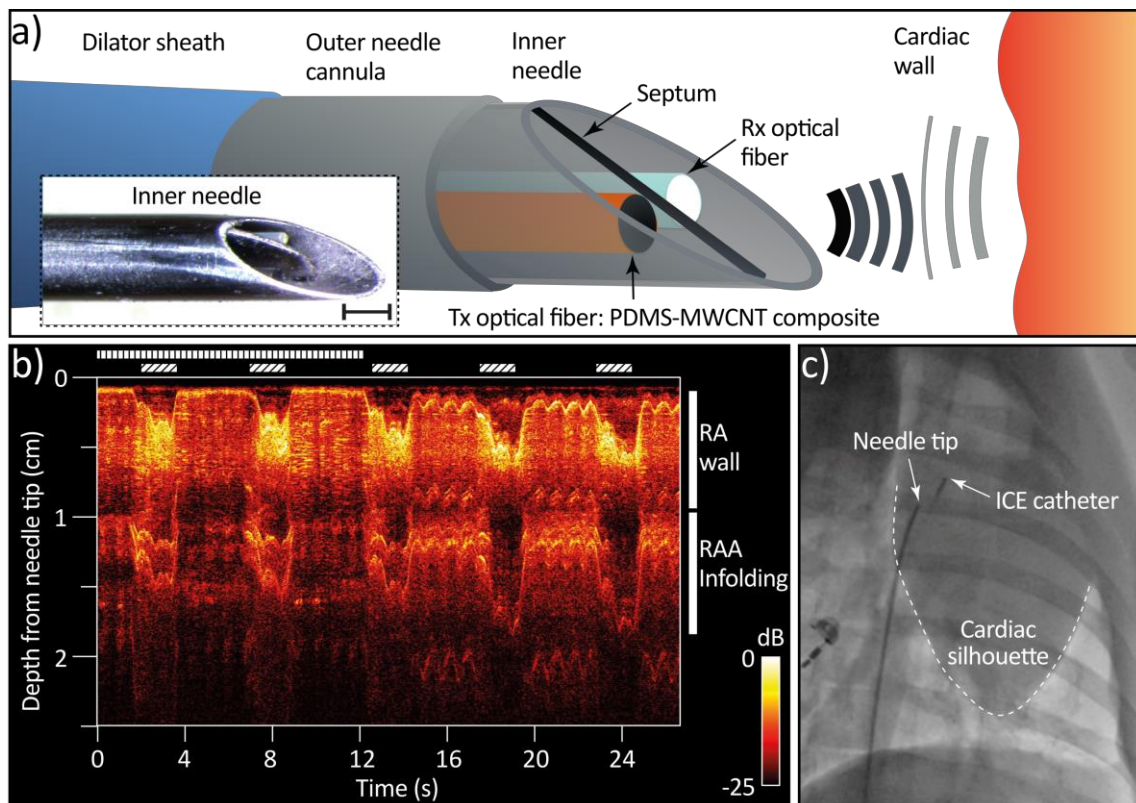 a)
Dilator sheath
Outer needle
cannula
Inner
needle
Cardiac
wall
Septum
Rx optical
fiber
Inner needle
Tx optical fiber: PDMS-MWCNT composite
b)
0
1
2
Depth from needle tip (cm)
RA
wall
RAA
Infolding
dB
0
-25
0 4 8 12 16 20 24
Time (s)
c)
Needle tip
ICE catheter
Cardiac
silhouette